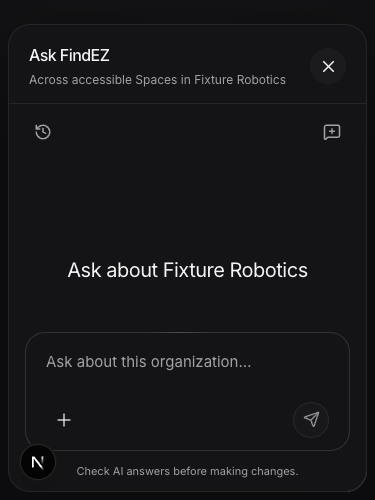 Ask FindEZ
Across accessible Spaces in Fixture Robotics
Ask about Fixture Robotics
Ask about this organization...
N
Check AI answers before making changes.